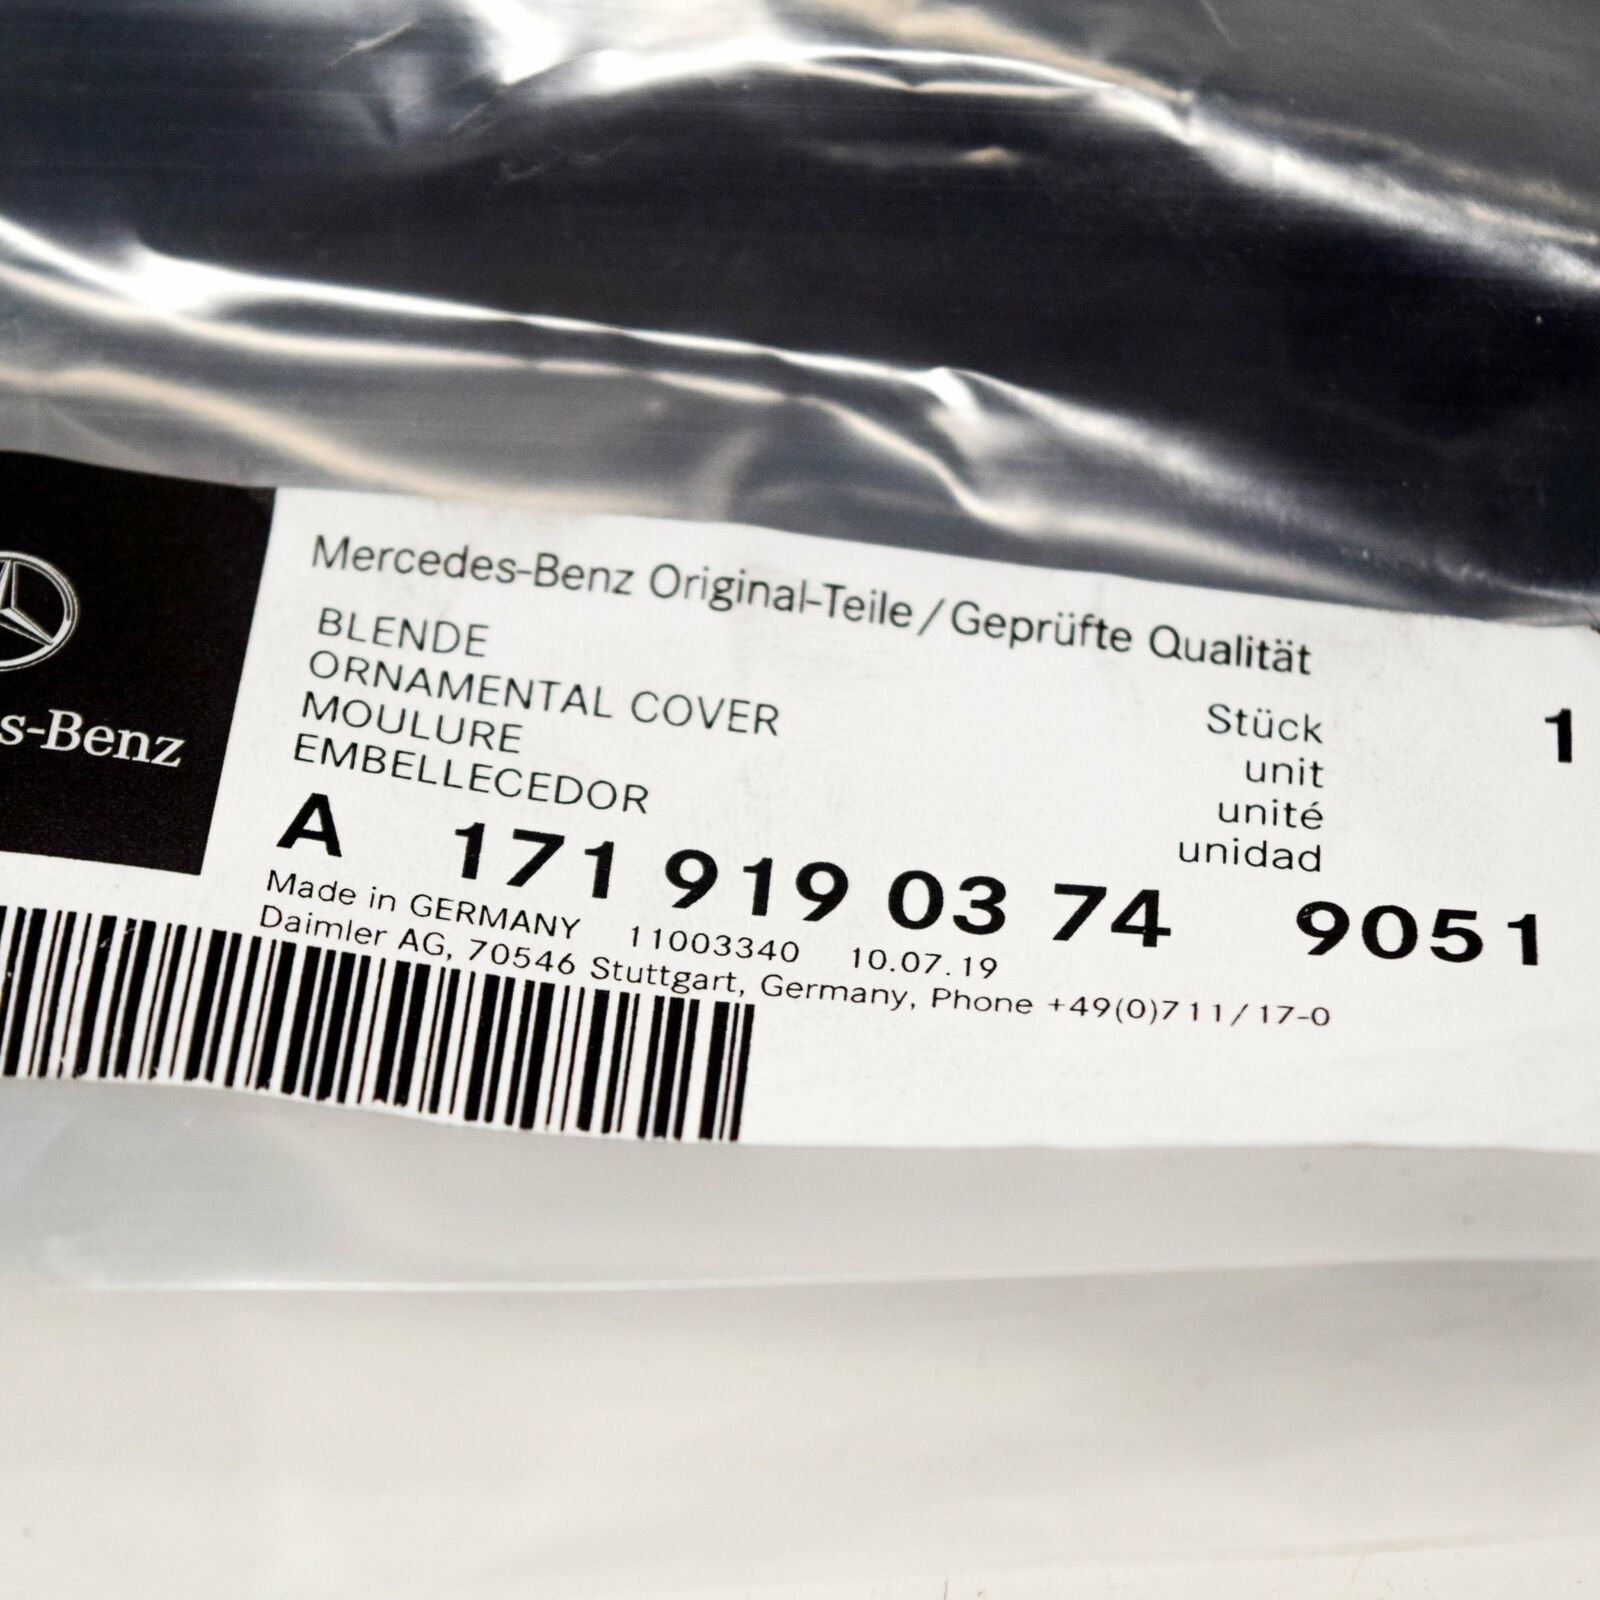 Mercedes-Benz Original-Teile / Geprüfte Qualität
BLENDE
ORNAMENTAL COVER
MOULURE
EMBELLECEDOR
Stück 1
unit
unité
unidad
s-Benz
A 171 919 03 74 9051
Made in GERMANY 11003340 10.07.19
Daimler AG, 70546 Stuttgart, Germany, Phone +49(0)711/17-0